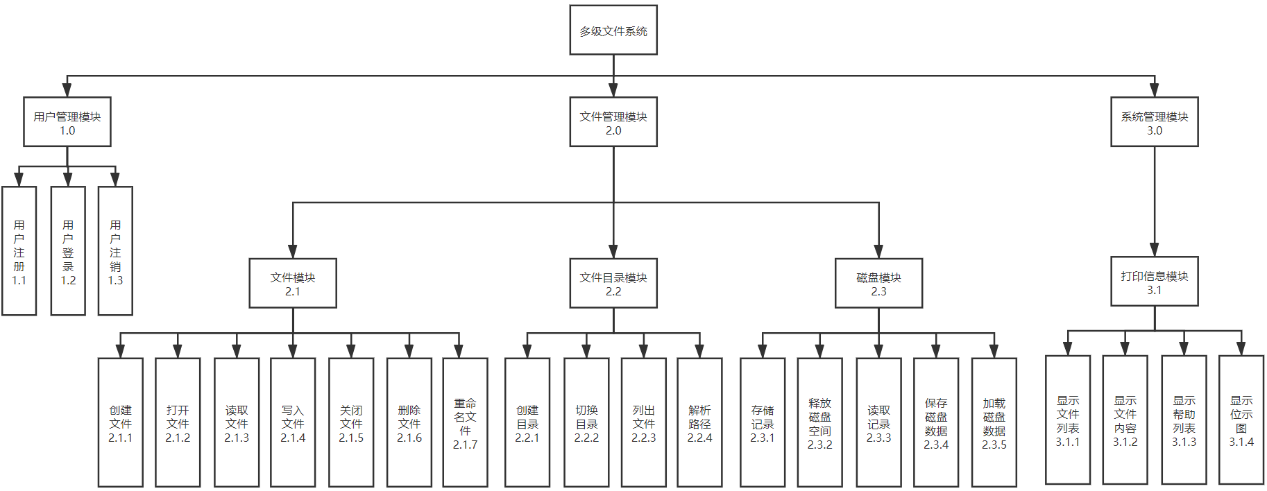 多级文件系统
用户管理模块
1.0
文件管理模块
2.0
系统管理模块
3.0
用
户
注
册
1.1
用
户
登
录
1.2
用
户
注
销
1.3
文件模块
2.1
文件目录模块
2.2
磁盘模块
2.3
打印信息模块
3.1
创建
文件
2.1.1
打开
文件
2.1.2
读取
文件
2.1.3
写入
文件
2.1.4
关闭
文件
2.1.5
删除
文件
2.1.6
重命
名文
件
2.1.7
创建
目录
2.2.1
切换
目录
2.2.2
列出
文件
2.2.3
解析
路径
2.2.4
存储
记录
2.3.1
释放
磁盘
空间
2.3.2
读取
记录
2.3.3
保存
磁盘
数据
2.3.4
加载
磁盘
数据
2.3.5
显示
文件
列表
3.1.1
显示
文件
内容
3.1.2
显示
帮助
列表
3.1.3
显示
位示
图
3.1.4